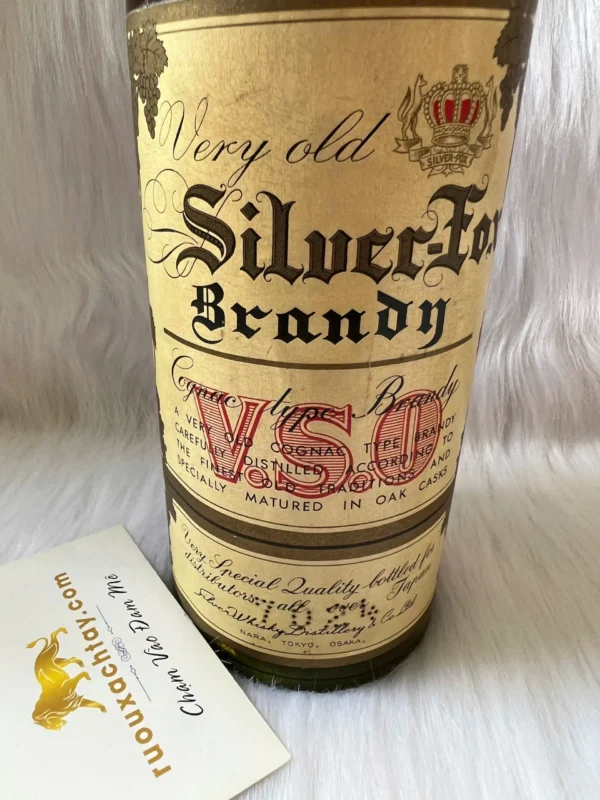 Very old
SILVER-FOX
Silver-Fox
Brandy
Cognac type Brandy
V.S.O
A VERY OLD COGNAC TYPE BRANDY
CAREFULLY DISTILLED ACCORDING TO
THE FINEST OLD TRADITIONS AND
SPECIALLY MATURED IN OAK CASKS
Very Special Quality bottled for
distributors all over Japan
Silver Whisky Distillery & Co. Ltd.
NARA, TOKYO, OSAKA,
Chạm Vào Đam Mê
ruouxachtay.com